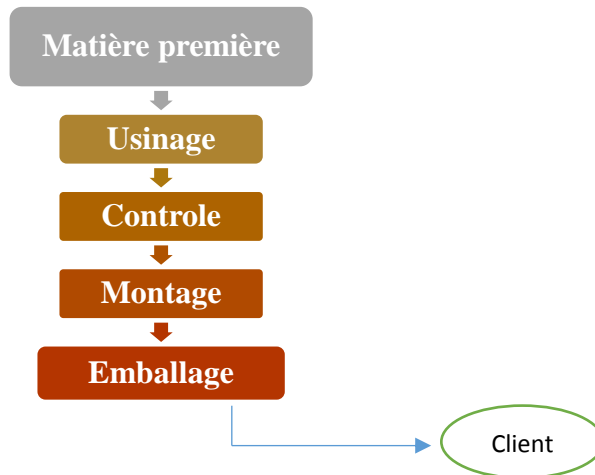 Matière première
Usinage
Controle
Montage
Emballage
Client